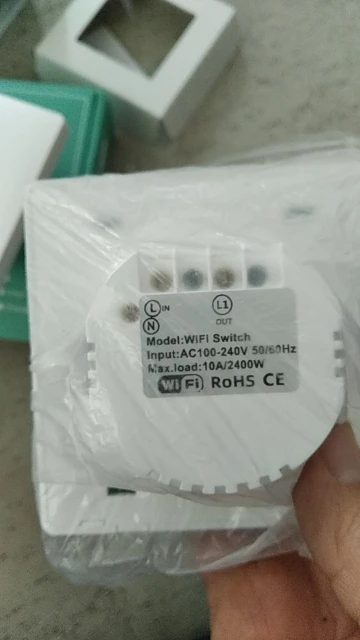 L IN L1
N OUT
Model:WIFI Switch
Input:AC100-240V 50/60Hz
Max.load:10A/2400W
WiFi RoHS CE